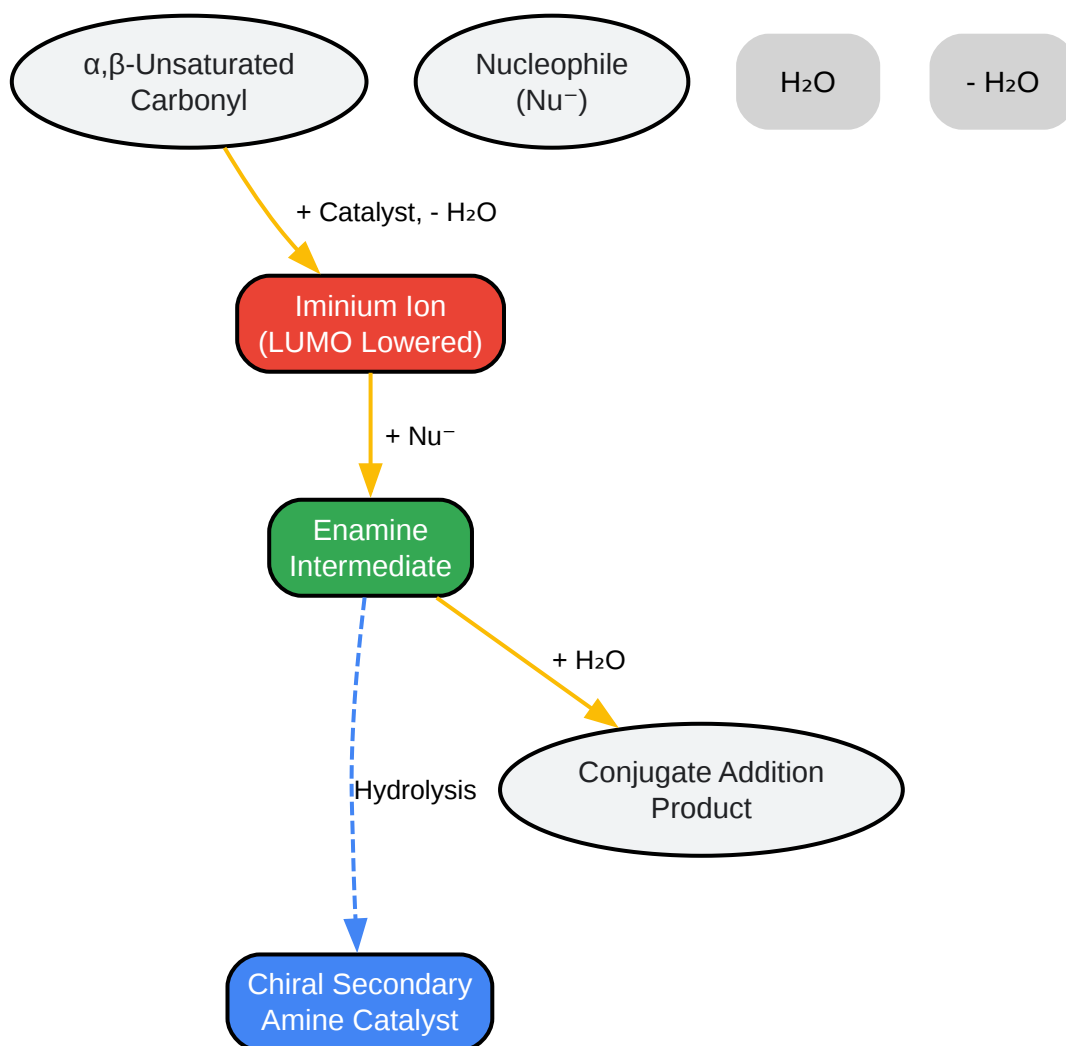 α,β-Unsaturated
Carbonyl
Nucleophile
(Nu⁻)
H₂O
- H₂O
+ Catalyst, - H₂O
Iminium Ion
(LUMO Lowered)
+ Nu⁻
Enamine
Intermediate
+ H₂O
Conjugate Addition
Product
Hydrolysis
Chiral Secondary
Amine Catalyst